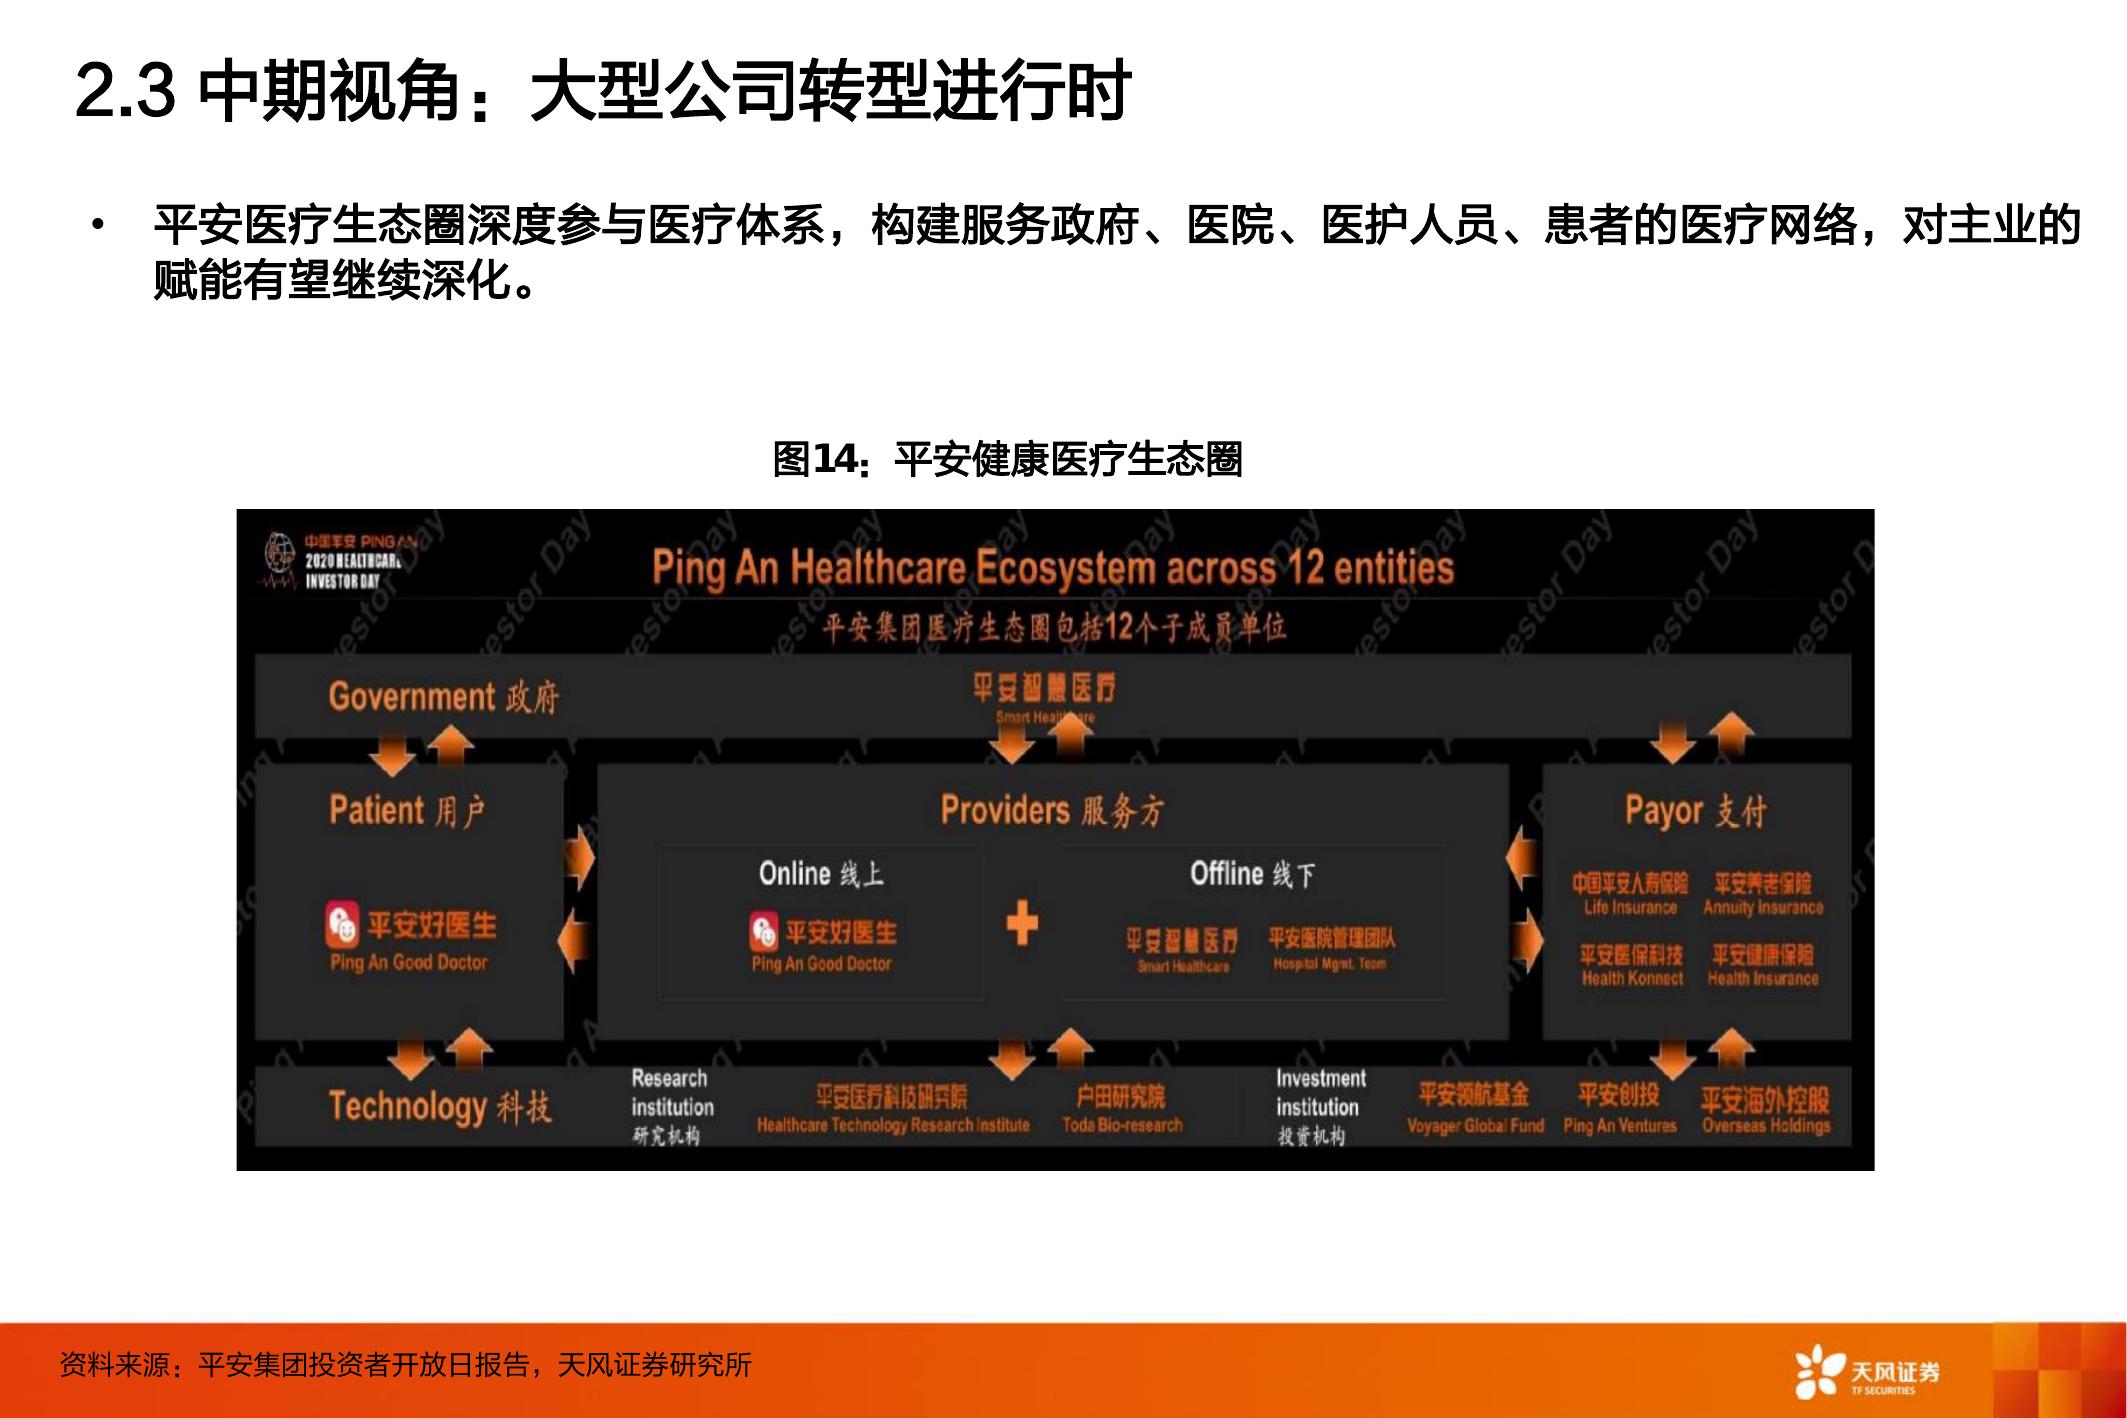 2.3 中期视角：大型公司转型进行时
• 平安医疗生态圈深度参与医疗体系，构建服务政府、医院、医护人员、患者的医疗网络，对主业的
赋能有望继续深化。
图14：平安健康医疗生态圈
中国平安 PING AN
2020 HEALTHCARE
INVESTOR DAY
Ping An Healthcare Ecosystem across 12 entities
平安集团医疗生态圈包括12个子成员单位
Government 政府
平安智慧医疗
Smart Healthcare
Patient 用户
平安好医生
Ping An Good Doctor
Providers 服务方
Online 线上
平安好医生
Ping An Good Doctor
Offline 线下
平安智慧医疗
Smart Healthcare
平安医院管理团队
Hospital Mgmt. Team
Payor 支付
中国平安人寿保险
Life Insurance
平安养老保险
Annuity Insurance
平安医保科技
Health Konnect
平安健康保险
Health Insurance
Technology 科技
Research
institution
研究机构
平安医疗科技研究院
Healthcare Technology Research Institute
户田研究院
Toda Bio-research
Investment
institution
投资机构
平安领航基金
Voyager Global Fund
平安创投
Ping An Ventures
平安海外控股
Overseas Holdings
资料来源：平安集团投资者开放日报告，天风证券研究所
天风证券
TF SECURITIES